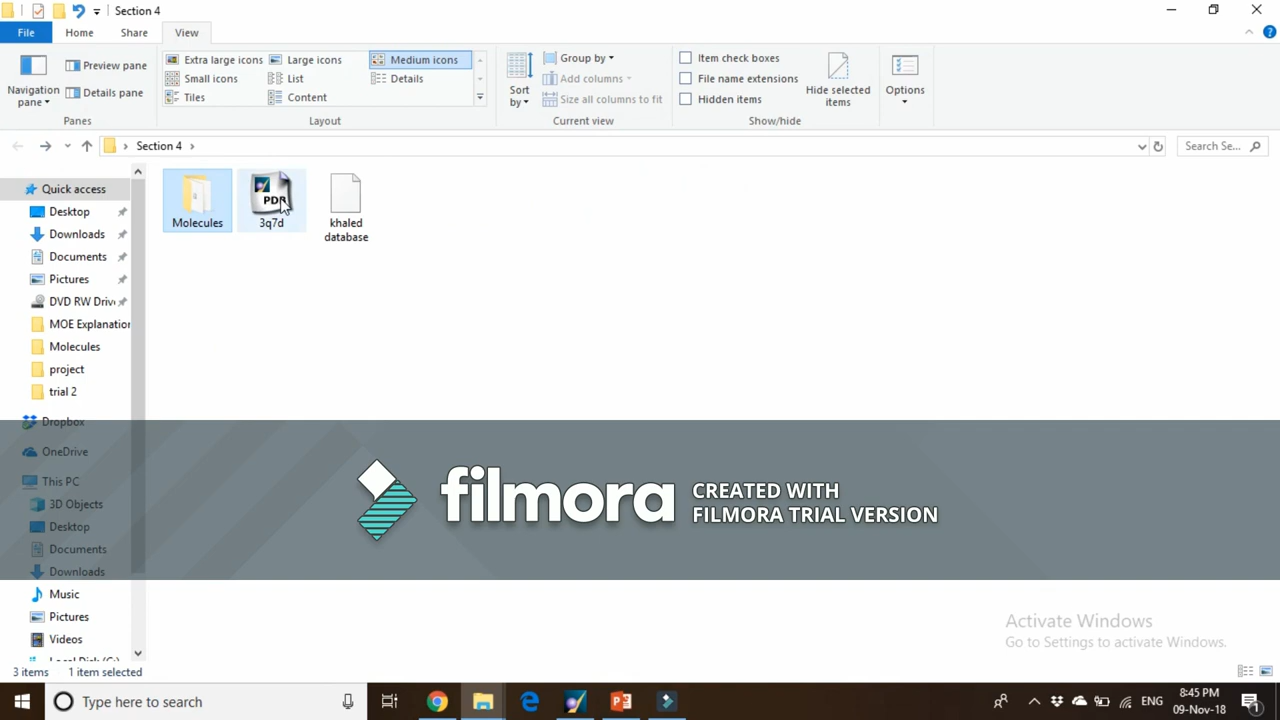 Section 4
File
Home
Share
View
Navigation pane
Preview pane
Details pane
Panes
Extra large icons
Large icons
Medium icons
Small icons
List
Details
Tiles
Content
Layout
Sort by
Group by
Add columns
Size all columns to fit
Current view
Item check boxes
File name extensions
Hidden items
Hide selected items
Show/hide
Options
Section 4
Search Se...
Quick access
Desktop
Downloads
Documents
Pictures
DVD RW Driv
MOE Explanation
Molecules
project
trial 2
Dropbox
OneDrive
This PC
3D Objects
Desktop
Documents
Downloads
Music
Pictures
Videos
Molecules
PDB
3q7d
khaled
database
filmora
CREATED WITH
FILMORA TRIAL VERSION
Activate Windows
Go to Settings to activate Windows.
3 items
1 item selected
Type here to search
ENG
8:45 PM
09-Nov-18
1